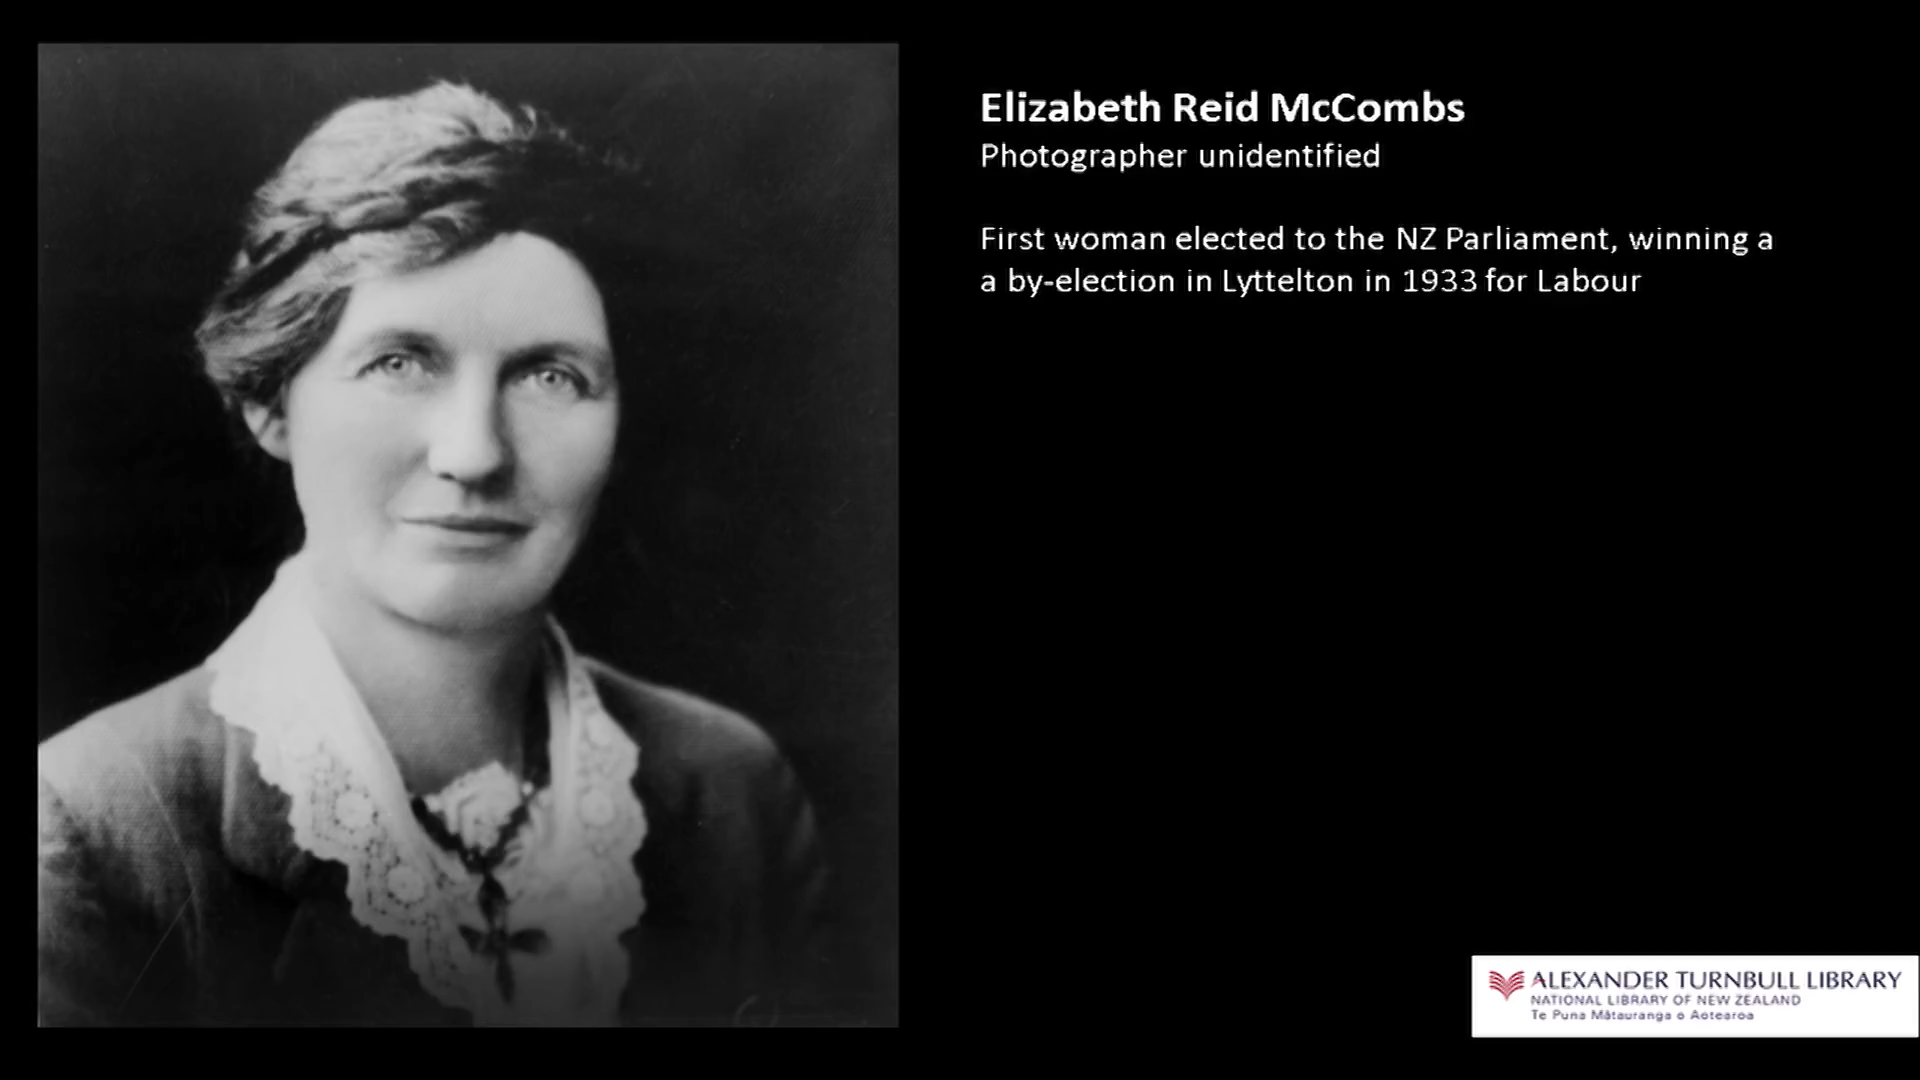 Elizabeth Reid McCombs
Photographer unidentified
First woman elected to the NZ Parliament, winning a
a by-election in Lyttelton in 1933 for Labour
ALEXANDER TURNBULL LIBRARY
NATIONAL LIBRARY OF NEW ZEALAND
Te Puna Mātauranga o Aotearoa